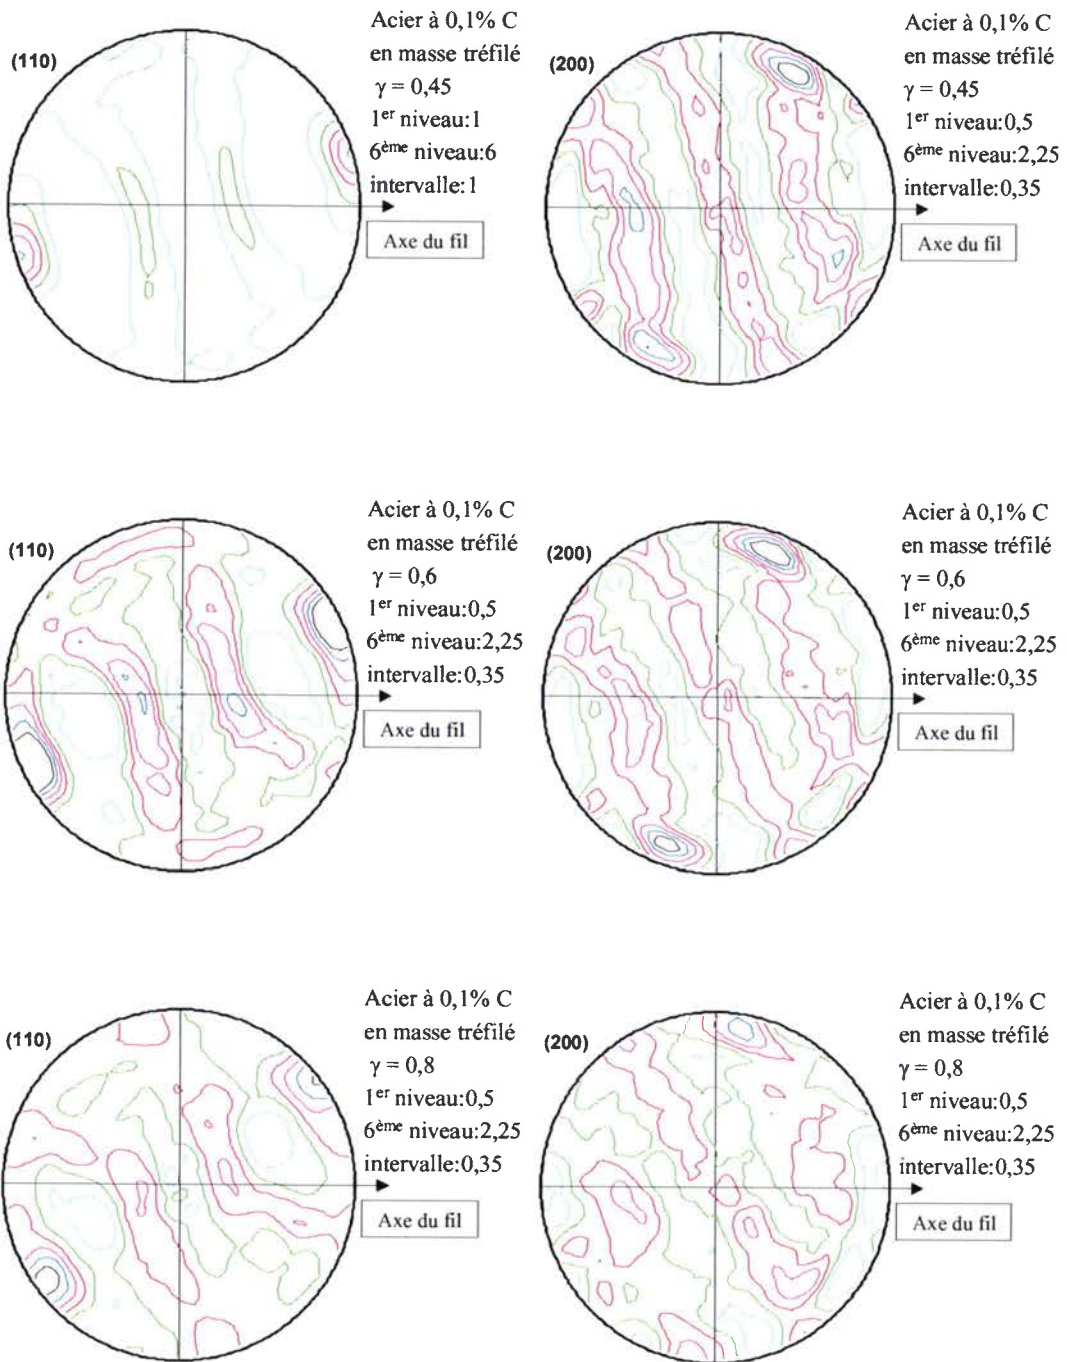 (110)
Acier à 0,1% C
en masse tréfilé
γ = 0,45
1er niveau:1
6ème niveau:6
intervalle:1
Axe du fil
(200)
Acier à 0,1% C
en masse tréfilé
γ = 0,45
1er niveau:0,5
6ème niveau:2,25
intervalle:0,35
Axe du fil
(110)
Acier à 0,1% C
en masse tréfilé
γ = 0,6
1er niveau:0,5
6ème niveau:2,25
intervalle:0,35
Axe du fil
(200)
Acier à 0,1% C
en masse tréfilé
γ = 0,6
1er niveau:0,5
6ème niveau:2,25
intervalle:0,35
Axe du fil
(110)
Acier à 0,1% C
en masse tréfilé
γ = 0,8
1er niveau:0,5
6ème niveau:2,25
intervalle:0,35
Axe du fil
(200)
Acier à 0,1% C
en masse tréfilé
γ = 0,8
1er niveau:0,5
6ème niveau:2,25
intervalle:0,35
Axe du fil